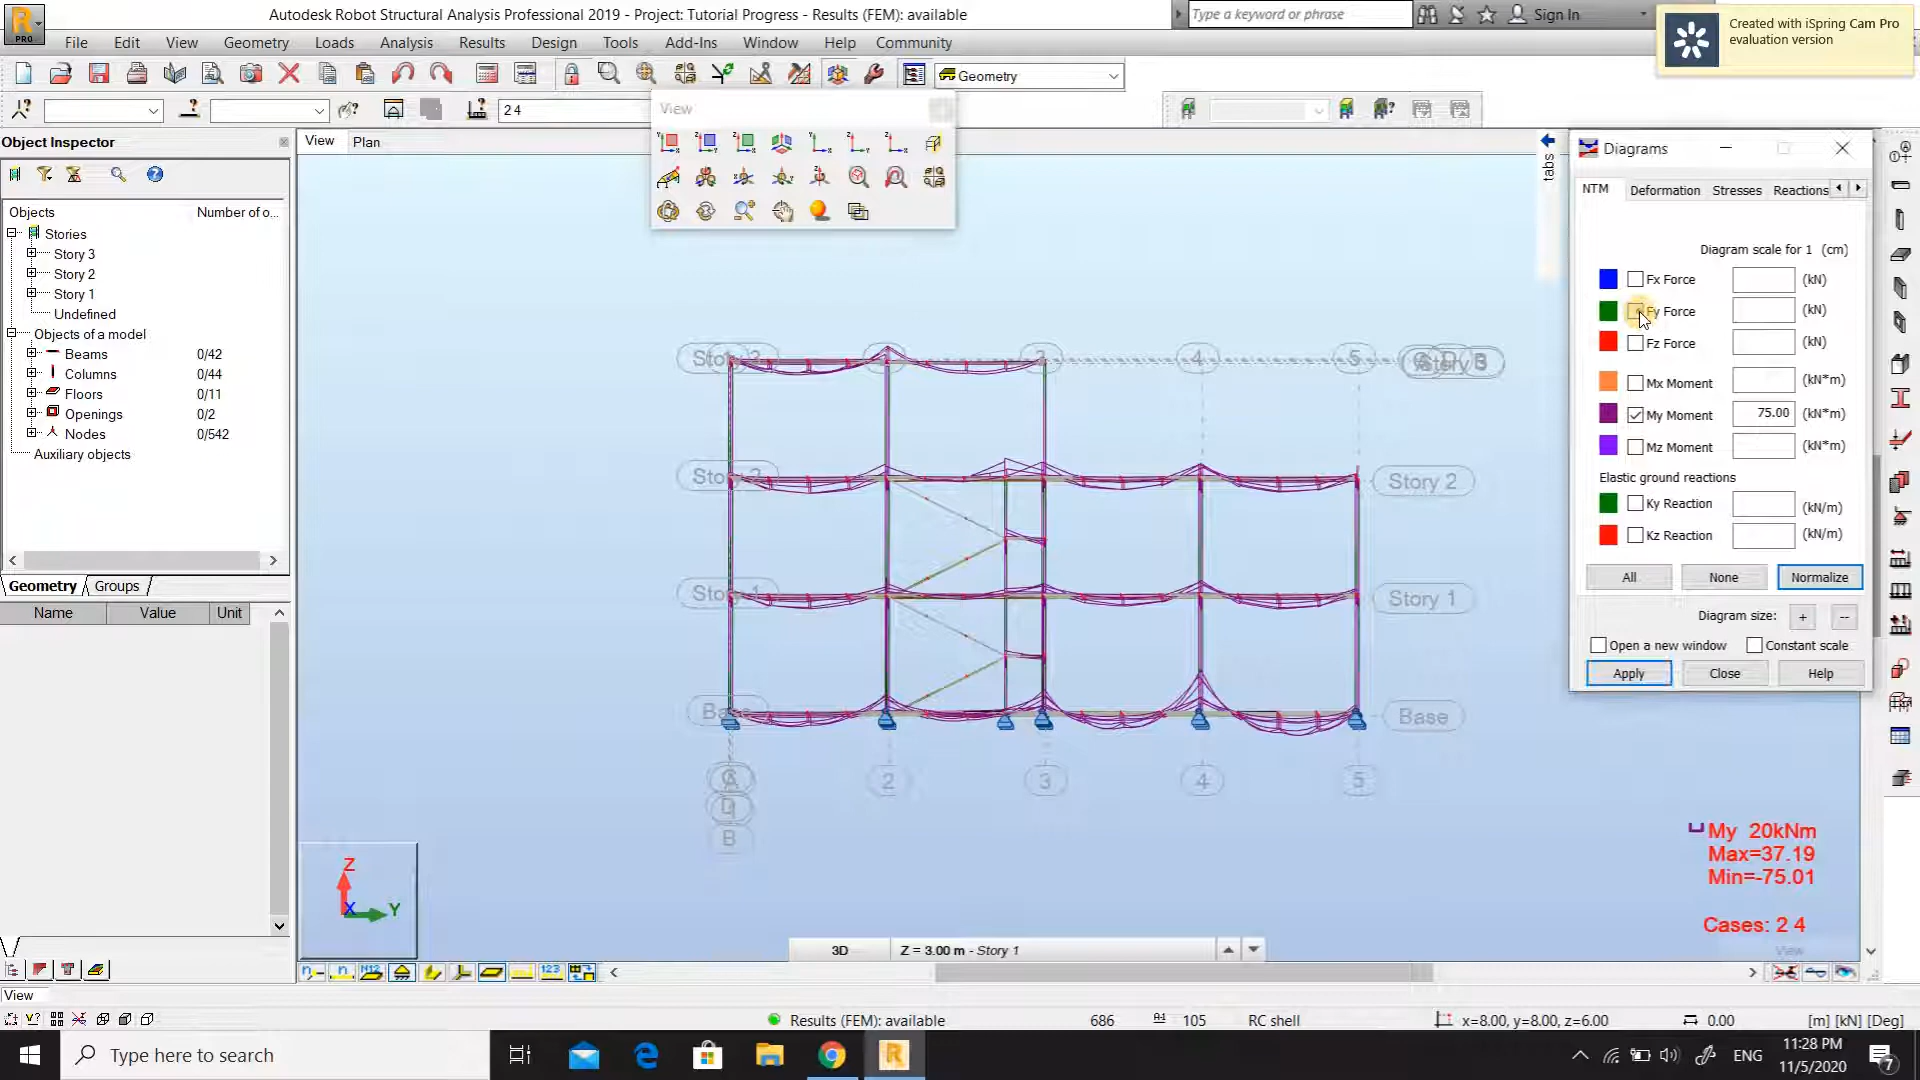 Autodesk Robot Structural Analysis Professional 2019 - Project: Tutorial Progress - Results (FEM): available
Type a keyword or phrase
Sign In
Created with iSpring Cam Pro
evaluation version
PRO
File Edit View Geometry Loads Analysis Results Design Tools Add-Ins Window Help Community
Geometry
2 4
View
Object Inspector
View Plan
tabs
Diagrams
NTM Deformation Stresses Reactions
Objects Number of o...
Stories
Story 3
Story 2
Story 1
Undefined
Objects of a model
Beams 0/42
Columns 0/44
Floors 0/11
Openings 0/2
Nodes 0/542
Auxiliary objects
Geometry Groups
Name Value Unit
Diagram scale for 1 (cm)
Fx Force (kN)
Fy Force (kN)
Fz Force (kN)
Mx Moment (kN*m)
My Moment 75.00 (kN*m)
Mz Moment (kN*m)
Elastic ground reactions
Ky Reaction (kN/m)
Kz Reaction (kN/m)
All None Normalize
Diagram size: + --
Open a new window Constant scale
Apply Close Help
4 5
Story 2
Story 1
Base
2 3 4 5
B
My 20kNm
Max=37.19
Min=-75.01
Cases: 2 4
View
Z
X Y
3D Z = 3.00 m - Story 1
View
Results (FEM): available 686 105 RC shell x=8.00, y=8.00, z=6.00 0.00 [m] [kN] [Deg]
Type here to search
ENG
11:28 PM
11/5/2020
7